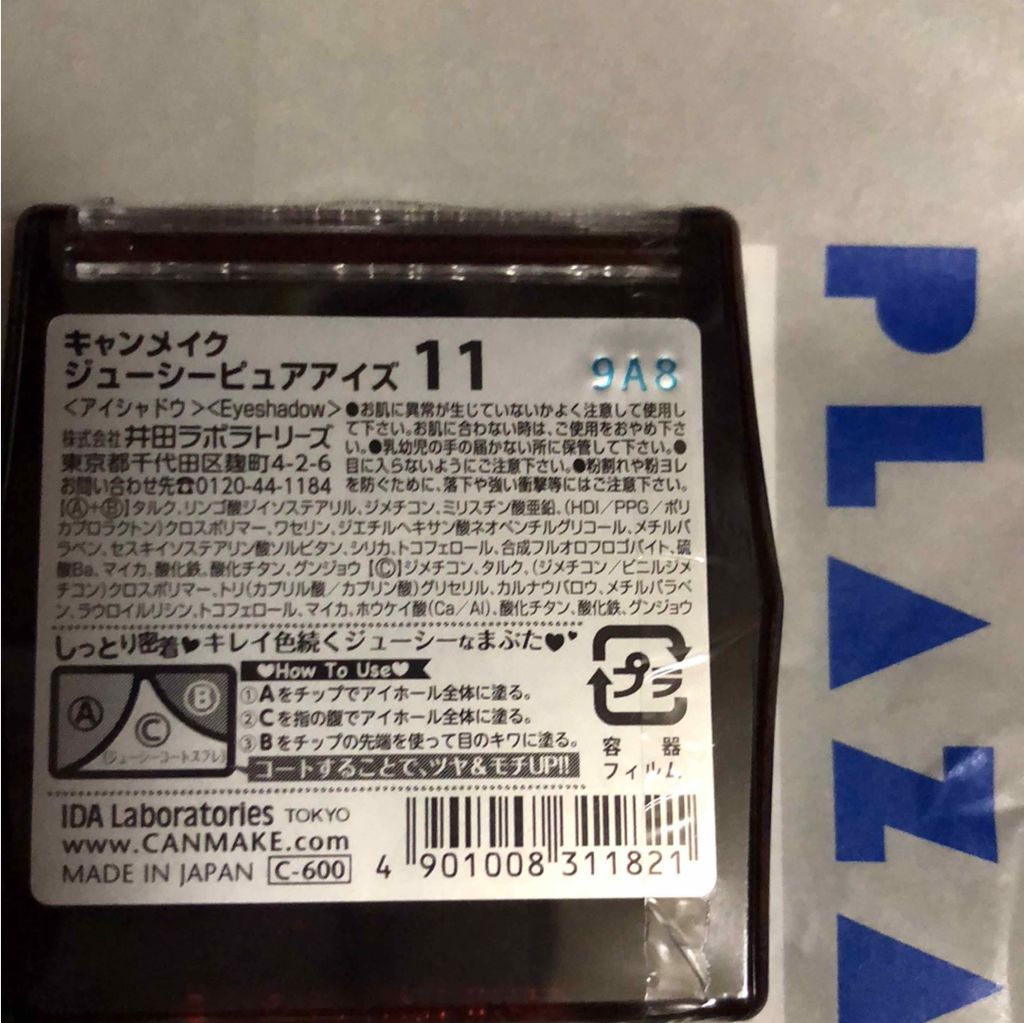 キャンメイク
ジューシーピュアアイズ 11
9A8
<アイシャドウ><Eyeshadow>
株式会社 井田ラボラトリーズ
東京都千代田区麹町4-2-6
お問い合わせ先☎0120-44-1184
●お肌に異常が生じていないかよく注意して使用し
て下さい。お肌に合わない時は、ご使用をおやめ下さ
い。●乳幼児の手の届かない所に保管して下さい。●
目に入らないようにご注意下さい。●粉割れや粉ヨレ
を防ぐために、落下や強い衝撃等にはご注意下さい。
【Ⓐ+Ⓑ】タルク、リンゴ酸ジイソステアリル、ジメチコン、ミリスチン酸亜鉛、(HDI/PPG/ポリ
カプロラクトン)クロスポリマー、ワセリン、ジエチルヘキサン酸ネオペンチルグリコール、メチルパ
ラベン、セスキイソステアリン酸ソルビタン、シリカ、トコフェロール、合成フルオロフロゴパイト、硫
酸Ba、マイカ、酸化鉄、酸化チタン、グンジョウ【Ⓒ】ジメチコン、タルク、(ジメチコン/ビニルジメ
チコン)クロスポリマー、トリ(カプリル酸/カプリン酸)グリセリル、カルナウバロウ、メチルパラベ
ン、ラウロイルリシン、トコフェロール、マイカ、ホウケイ酸(Ca/Al)、酸化チタン、酸化鉄、グンジョウ
しっとり密着♥キレイ色続くジューシーなまぶた♥♥
♥How To Use♥
①Aをチップでアイホール全体に塗る。
②Cを指の腹でアイホール全体に塗る。
③Bをチップの先端を使って目のキワに塗る。
コートすることで、ツヤ&モチUP!!
Ⓐ
Ⓑ
Ⓒ
プラ
容器
フィルム
IDA Laboratories TOKYO
www.CANMAKE.com
MADE IN JAPAN C-600
4 901008 311821
PLAZA